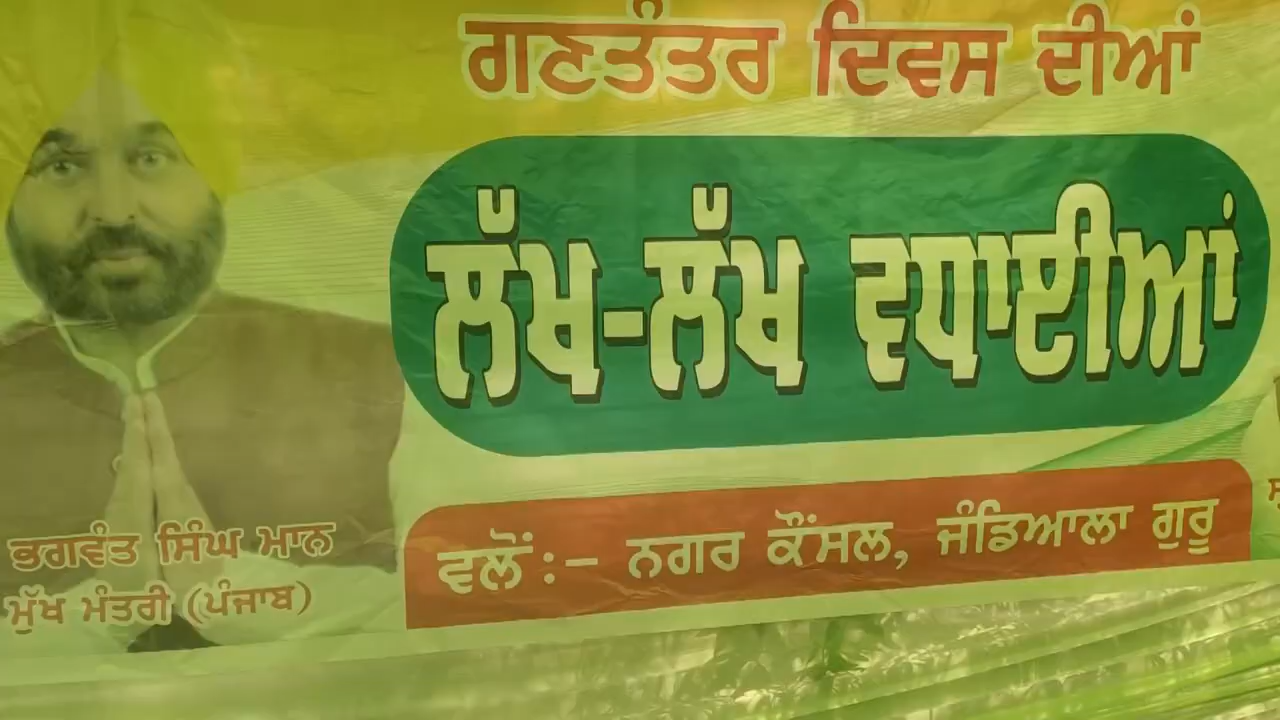 ਗਣਤੰਤਰ ਦਿਵਸ ਦੀਆਂ
ਲੱਖ-ਲੱਖ ਵਧਾਈਆਂ
ਵਲੋਂ :- ਨਗਰ ਕੌਂਸਲ, ਜੰਡਿਆਲਾ ਗੁਰੂ
ਭਗਵੰਤ ਸਿੰਘ ਮਾਨ
ਮੁੱਖ ਮੰਤਰੀ (ਪੰਜਾਬ)